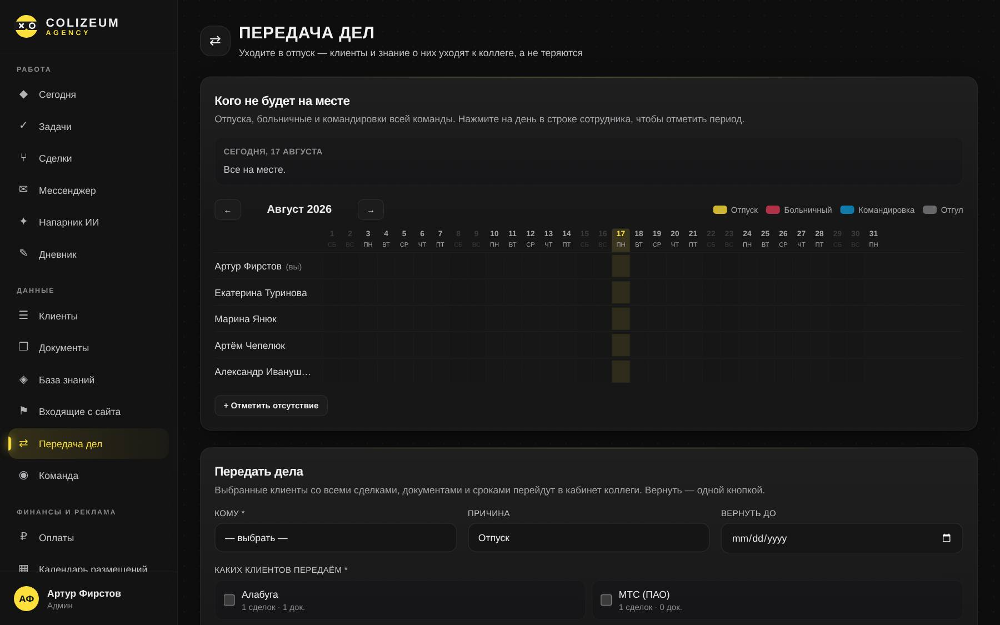 COLIZEUM
AGENCY
РАБОТА
Сегодня
Задачи
Сделки
Мессенджер
Напарник ИИ
Дневник
ДАННЫЕ
Клиенты
Документы
База знаний
Входящие с сайта
Передача дел
Команда
ФИНАНСЫ И РЕКЛАМА
Оплаты
Календарь размещений
АФ
Артур Фирстов
Админ
ПЕРЕДАЧА ДЕЛ
Уходите в отпуск — клиенты и знание о них уходят к коллеге, а не теряются
Кого не будет на месте
Отпуска, больничные и командировки всей команды. Нажмите на день в строке сотрудника, чтобы отметить период.
СЕГОДНЯ, 17 АВГУСТА
Все на месте.
← Август 2026 → Отпуск Больничный Командировка Отгул
1 2 3 4 5 6 7 8 9 10 11 12 13 14 15 16 17 18 19 20 21 22 23 24 25 26 27 28 29 30 31
СБ ВС ПН ВТ СР ЧТ ПТ СБ ВС ПН ВТ СР ЧТ ПТ СБ ВС ПН ВТ СР ЧТ ПТ СБ ВС ПН ВТ СР ЧТ ПТ СБ ВС ПН
Артур Фирстов (вы)
Екатерина Туринова
Марина Янюк
Артём Чепелюк
Александр Ивануш…
+ Отметить отсутствие
Передать дела
Выбранные клиенты со всеми сделками, документами и сроками перейдут в кабинет коллеги. Вернуть — одной кнопкой.
КОМУ * ПРИЧИНА ВЕРНУТЬ ДО
— выбрать — Отпуск mm/dd/yyyy
КАКИХ КЛИЕНТОВ ПЕРЕДАЁМ *
Алабуга МТС (ПАО)
1 сделок · 1 док. 1 сделок · 0 док.